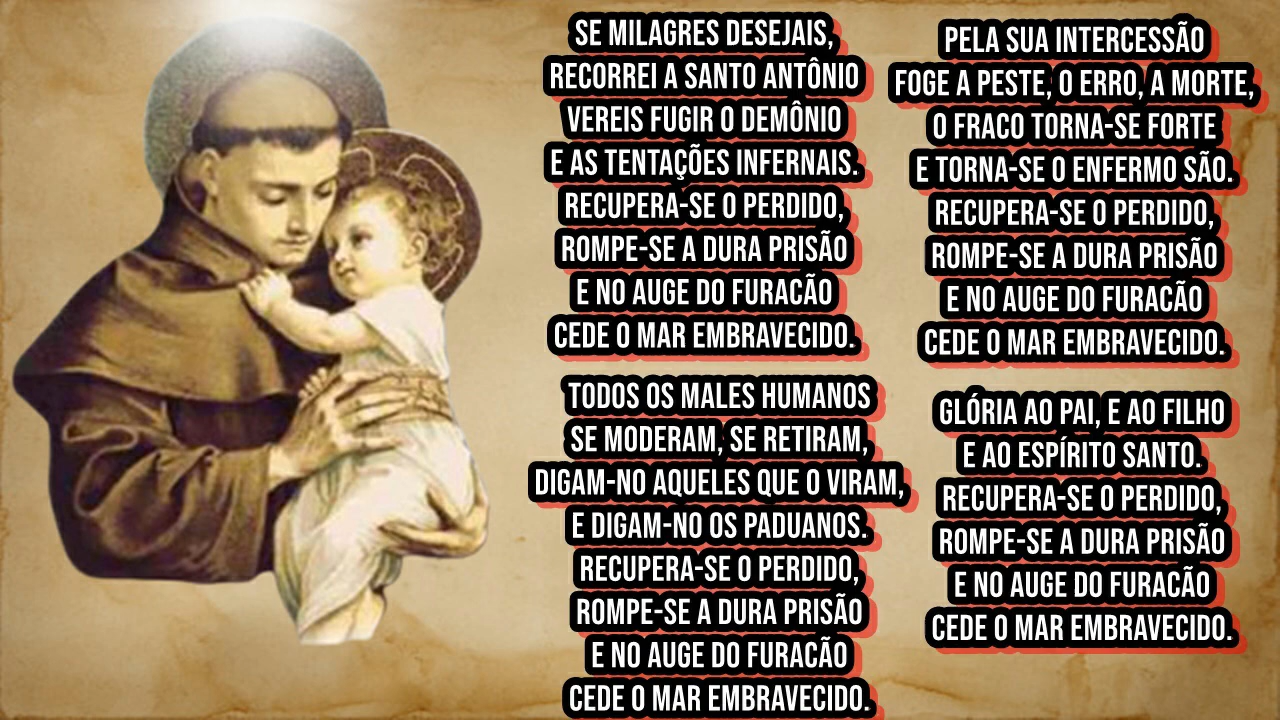 SE MILAGRES DESEJAIS,
RECORREI A SANTO ANTÔNIO
VEREIS FUGIR O DEMÔNIO
E AS TENTAÇÕES INFERNAIS.
RECUPERA-SE O PERDIDO,
ROMPE-SE A DURA PRISÃO
E NO AUGE DO FURACÃO
CEDE O MAR EMBRAVECIDO.
TODOS OS MALES HUMANOS
SE MODERAM, SE RETIRAM,
DIGAM-NO AQUELES QUE O VIRAM,
E DIGAM-NO OS PADUANOS.
RECUPERA-SE O PERDIDO,
ROMPE-SE A DURA PRISÃO
E NO AUGE DO FURACÃO
CEDE O MAR EMBRAVECIDO.
PELA SUA INTERCESSÃO
FOGE A PESTE, O ERRO, A MORTE,
O FRACO TORNA-SE FORTE
E TORNA-SE O ENFERMO SÃO.
RECUPERA-SE O PERDIDO,
ROMPE-SE A DURA PRISÃO
E NO AUGE DO FURACÃO
CEDE O MAR EMBRAVECIDO.
GLÓRIA AO PAI, E AO FILHO
E AO ESPÍRITO SANTO.
RECUPERA-SE O PERDIDO,
ROMPE-SE A DURA PRISÃO
E NO AUGE DO FURACÃO
CEDE O MAR EMBRAVECIDO.